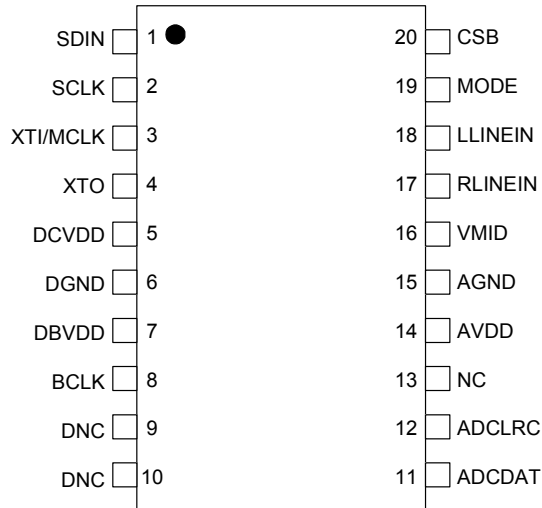 SDIN 1 20 CSB
SCLK 2 19 MODE
XTI/MCLK 3 18 LLINEIN
XTO 4 17 RLINEIN
DCVDD 5 16 VMID
DGND 6 15 AGND
DBVDD 7 14 AVDD
BCLK 8 13 NC
DNC 9 12 ADCLRC
DNC 10 11 ADCDAT